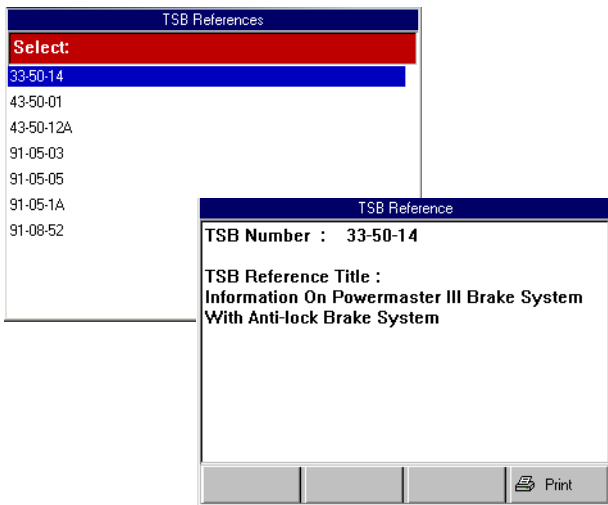 TSB References
Select:
33-50-14
43-50-01
43-50-12A
91-05-03
91-05-05
91-05-1A
91-08-52
TSB Reference
TSB Number : 33-50-14
TSB Reference Title :
Information On Powermaster III Brake System
With Anti-lock Brake System
Print